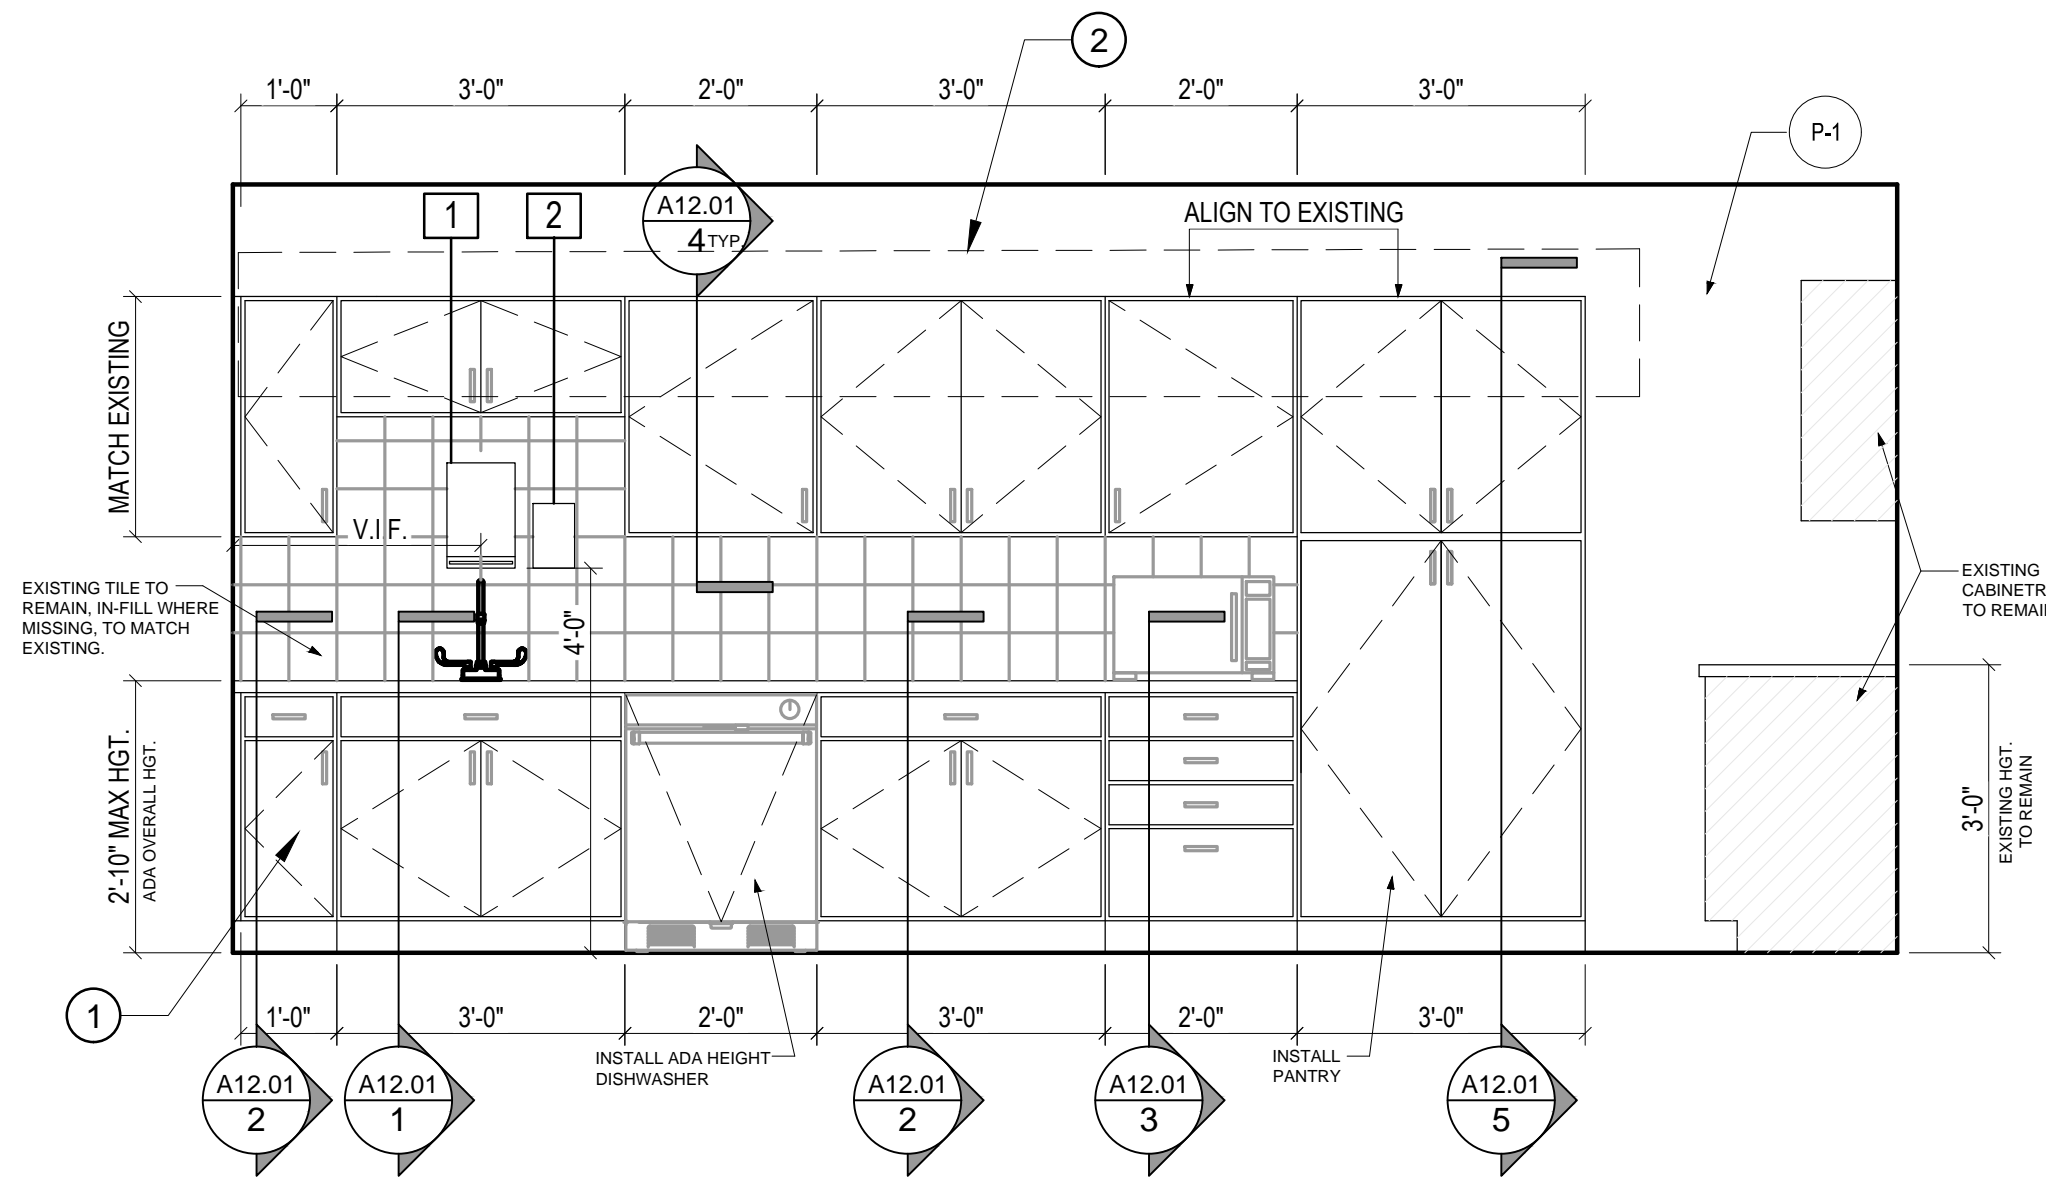 2
1'-0" 3'-0" 2'-0" 3'-0" 2'-0" 3'-0"
P-1
1 2
A12.01
4 TYP.
ALIGN TO EXISTING
MATCH EXISTING
V.I.F.
EXISTING TILE TO
REMAIN, IN-FILL WHERE
MISSING, TO MATCH
EXISTING.
4'-0"
EXISTING
CABINETR
TO REMAI
2'-10" MAX HGT.
ADA OVERALL HGT.
3'-0"
EXISTING HGT.
TO REMAIN
1
1'-0" 3'-0" 2'-0" 3'-0" 2'-0" 3'-0"
INSTALL ADA HEIGHT
DISHWASHER
INSTALL
PANTRY
A12.01 A12.01 A12.01 A12.01 A12.01
2 1 2 3 5